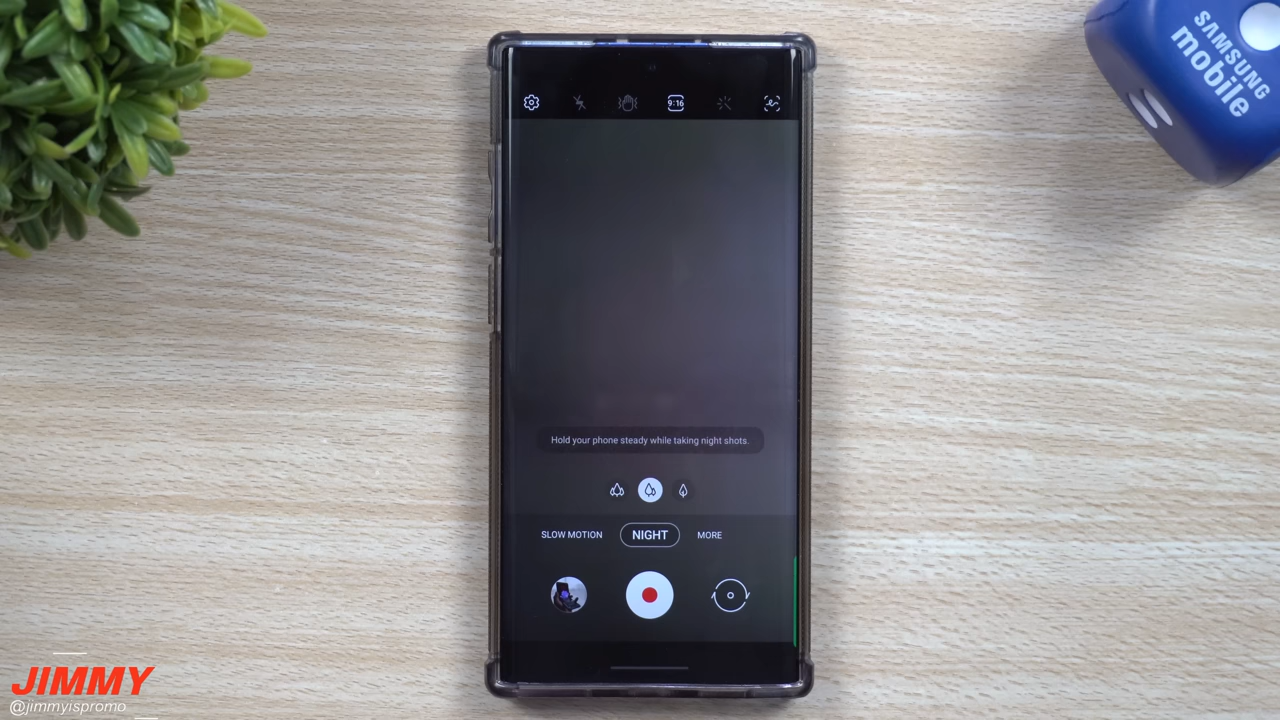 SAMSUNG
mobile
9:16
Hold your phone steady while taking night shots.
SLOW MOTION
NIGHT
MORE
JIMMY
@jimmyispromo